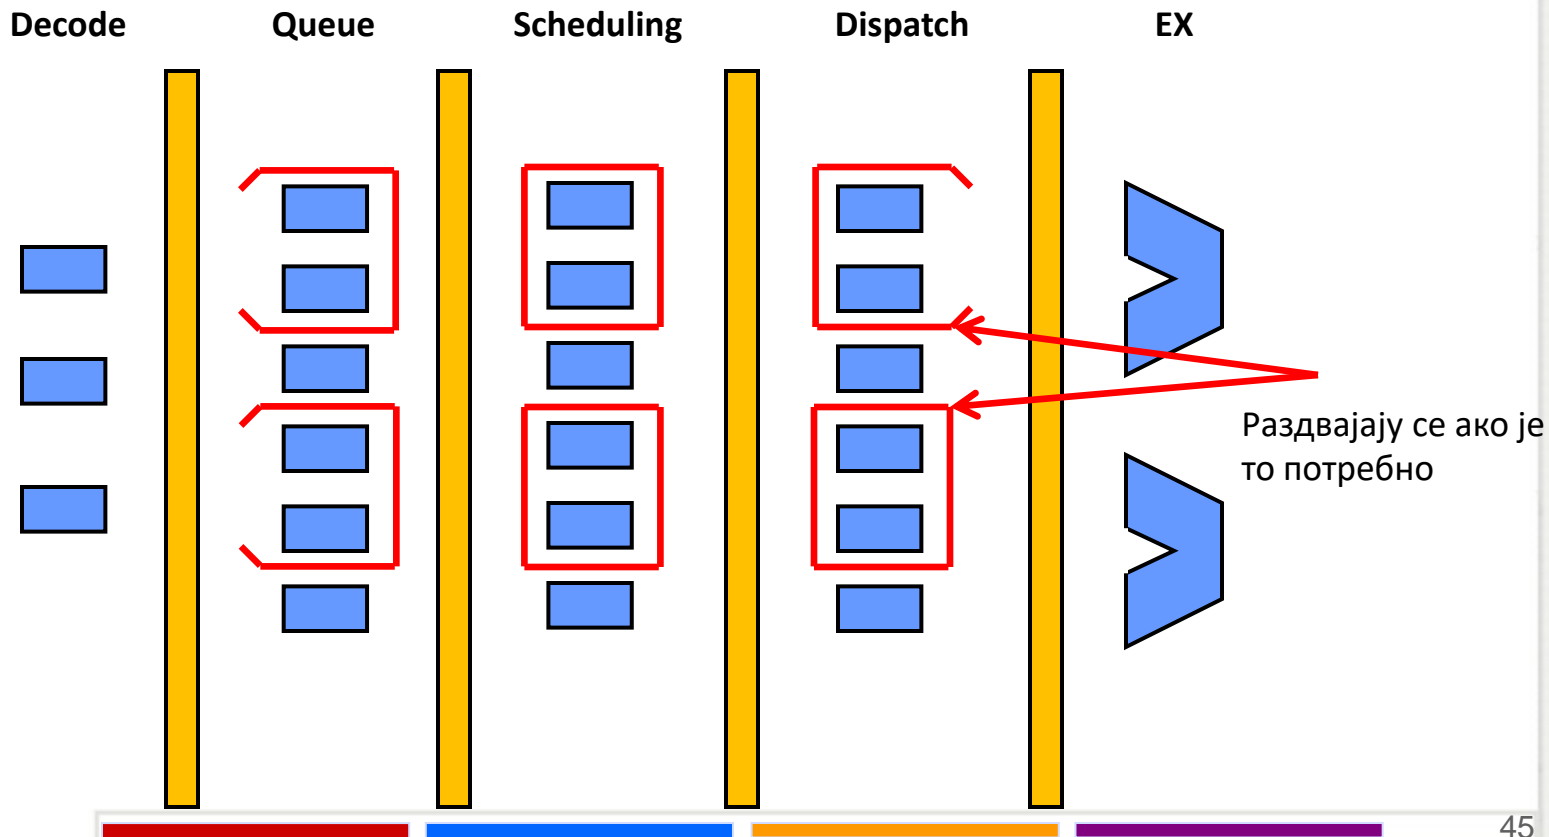 Decode Queue Scheduling Dispatch EX
Раздвајају се ако је
то потребно
45